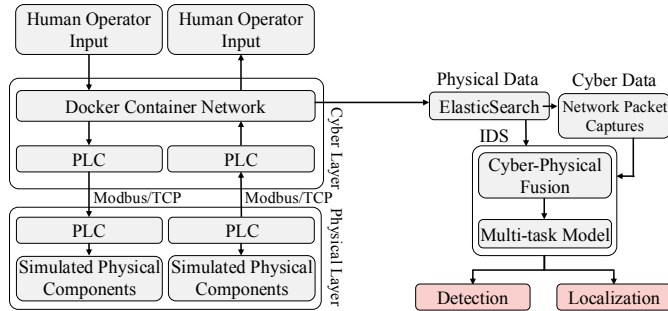 Human Operator
Input
Human Operator
Input
Docker Container Network
PLC
PLC
Cyber Layer
Modbus/TCP
Modbus/TCP
PLC
PLC
Simulated Physical
Components
Simulated Physical
Components
Physical Layer
Physical Data
Cyber Data
ElasticSearch
Network Packet
Captures
IDS
Cyber-Physical
Fusion
Multi-task Model
Detection
Localization